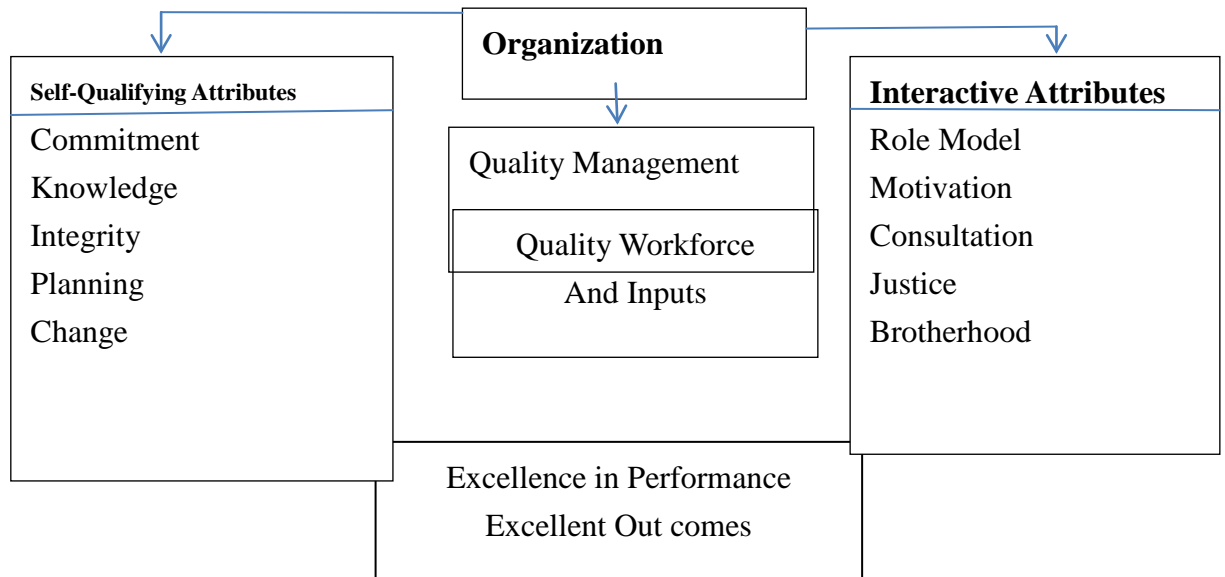 Organization
Self-Qualifying Attributes
Commitment
Knowledge
Integrity
Planning
Change
Quality Management
Quality Workforce
And Inputs
Interactive Attributes
Role Model
Motivation
Consultation
Justice
Brotherhood
Excellence in Performance
Excellent Out comes